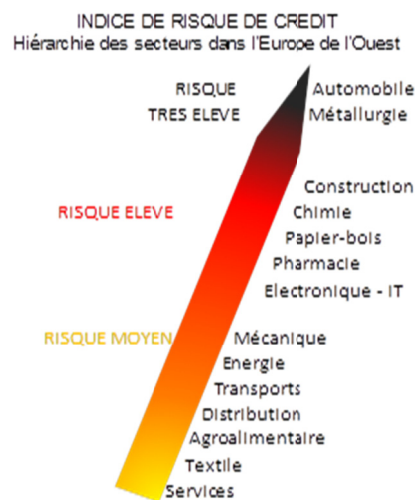 INDICE DE RISQUE DE CREDIT
Hiérarchie des secteurs dans l'Europe de l'Ouest
RISQUE
TRES ELEVE
Automobile
Métallurgie
RISQUE ELEVE
Construction
Chimie
Papier-bois
Pharmacie
Electronique - IT
RISQUE MOYEN
Mécanique
Energie
Transports
Distribution
Agroalimentaire
Textile
Services